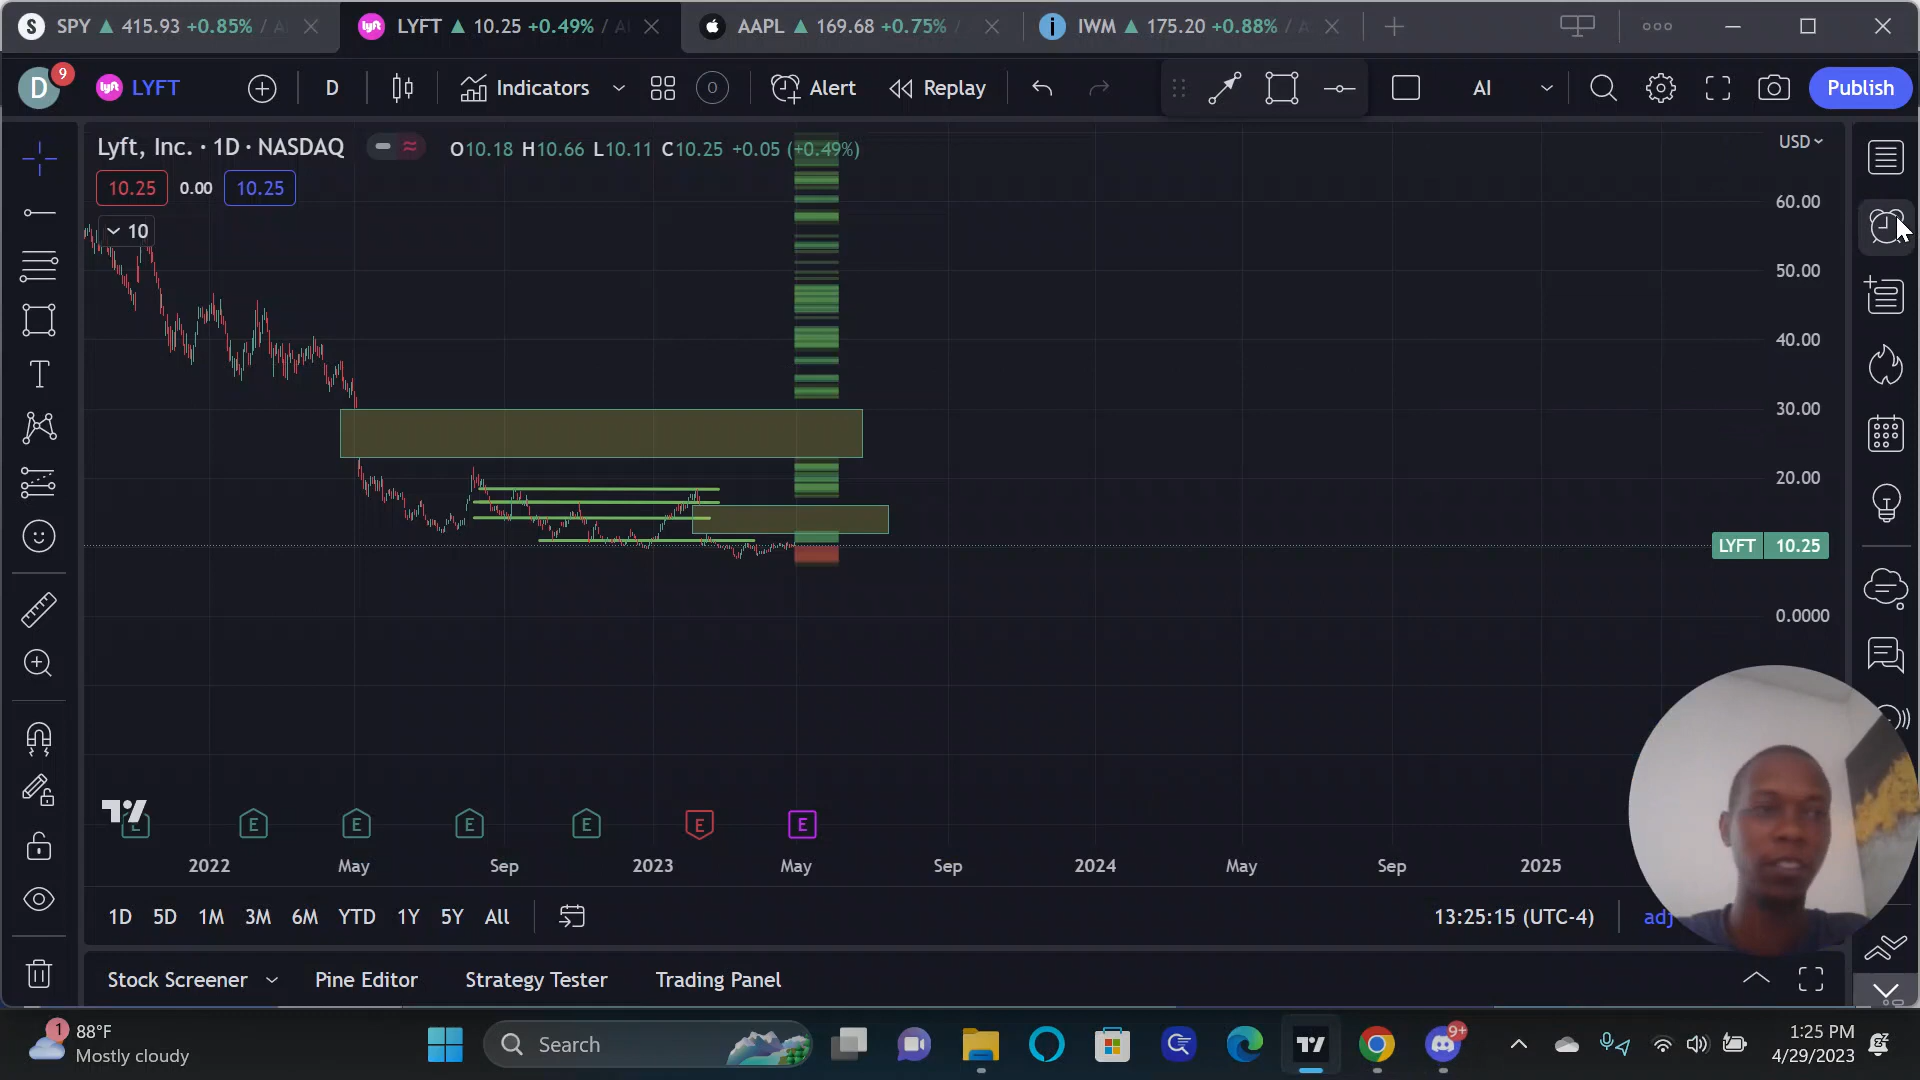 S SPY 415.93 +0.85% / A
lyft LYFT 10.25 +0.49% / A
AAPL 169.68 +0.75% /
i IWM 175.20 +0.88% / A
D 9 lyft LYFT D Indicators Alert Replay AI Publish
Lyft, Inc. · 1D · NASDAQ O10.18 H10.66 L10.11 C10.25 +0.05 (+0.49%) USD
10.25 0.00 10.25
10
60.00
50.00
40.00
30.00
20.00
LYFT 10.25
0.0000
E E E E E E E
2022 May Sep 2023 May Sep 2024 May Sep 2025
1D 5D 1M 3M 6M YTD 1Y 5Y All 13:25:15 (UTC-4) adj
Stock Screener Pine Editor Strategy Tester Trading Panel
1 88°F
Mostly cloudy
Search
9+
1:25 PM
4/29/2023